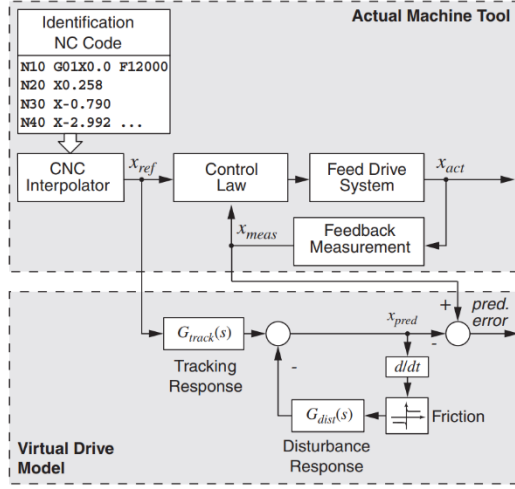 Actual Machine Tool
Identification
NC Code
N10 G01X0.0 F12000
N20 X0.258
N30 X-0.790
N40 X-2.992 ...
CNC
Interpolator
x_ref
Control
Law
Feed Drive
System
x_act
x_meas
Feedback
Measurement
+
pred.
error
G_track(s)
Tracking
Response
-
x_pred
-
d/dt
G_dist(s)
Friction
Disturbance
Response
Virtual Drive
Model